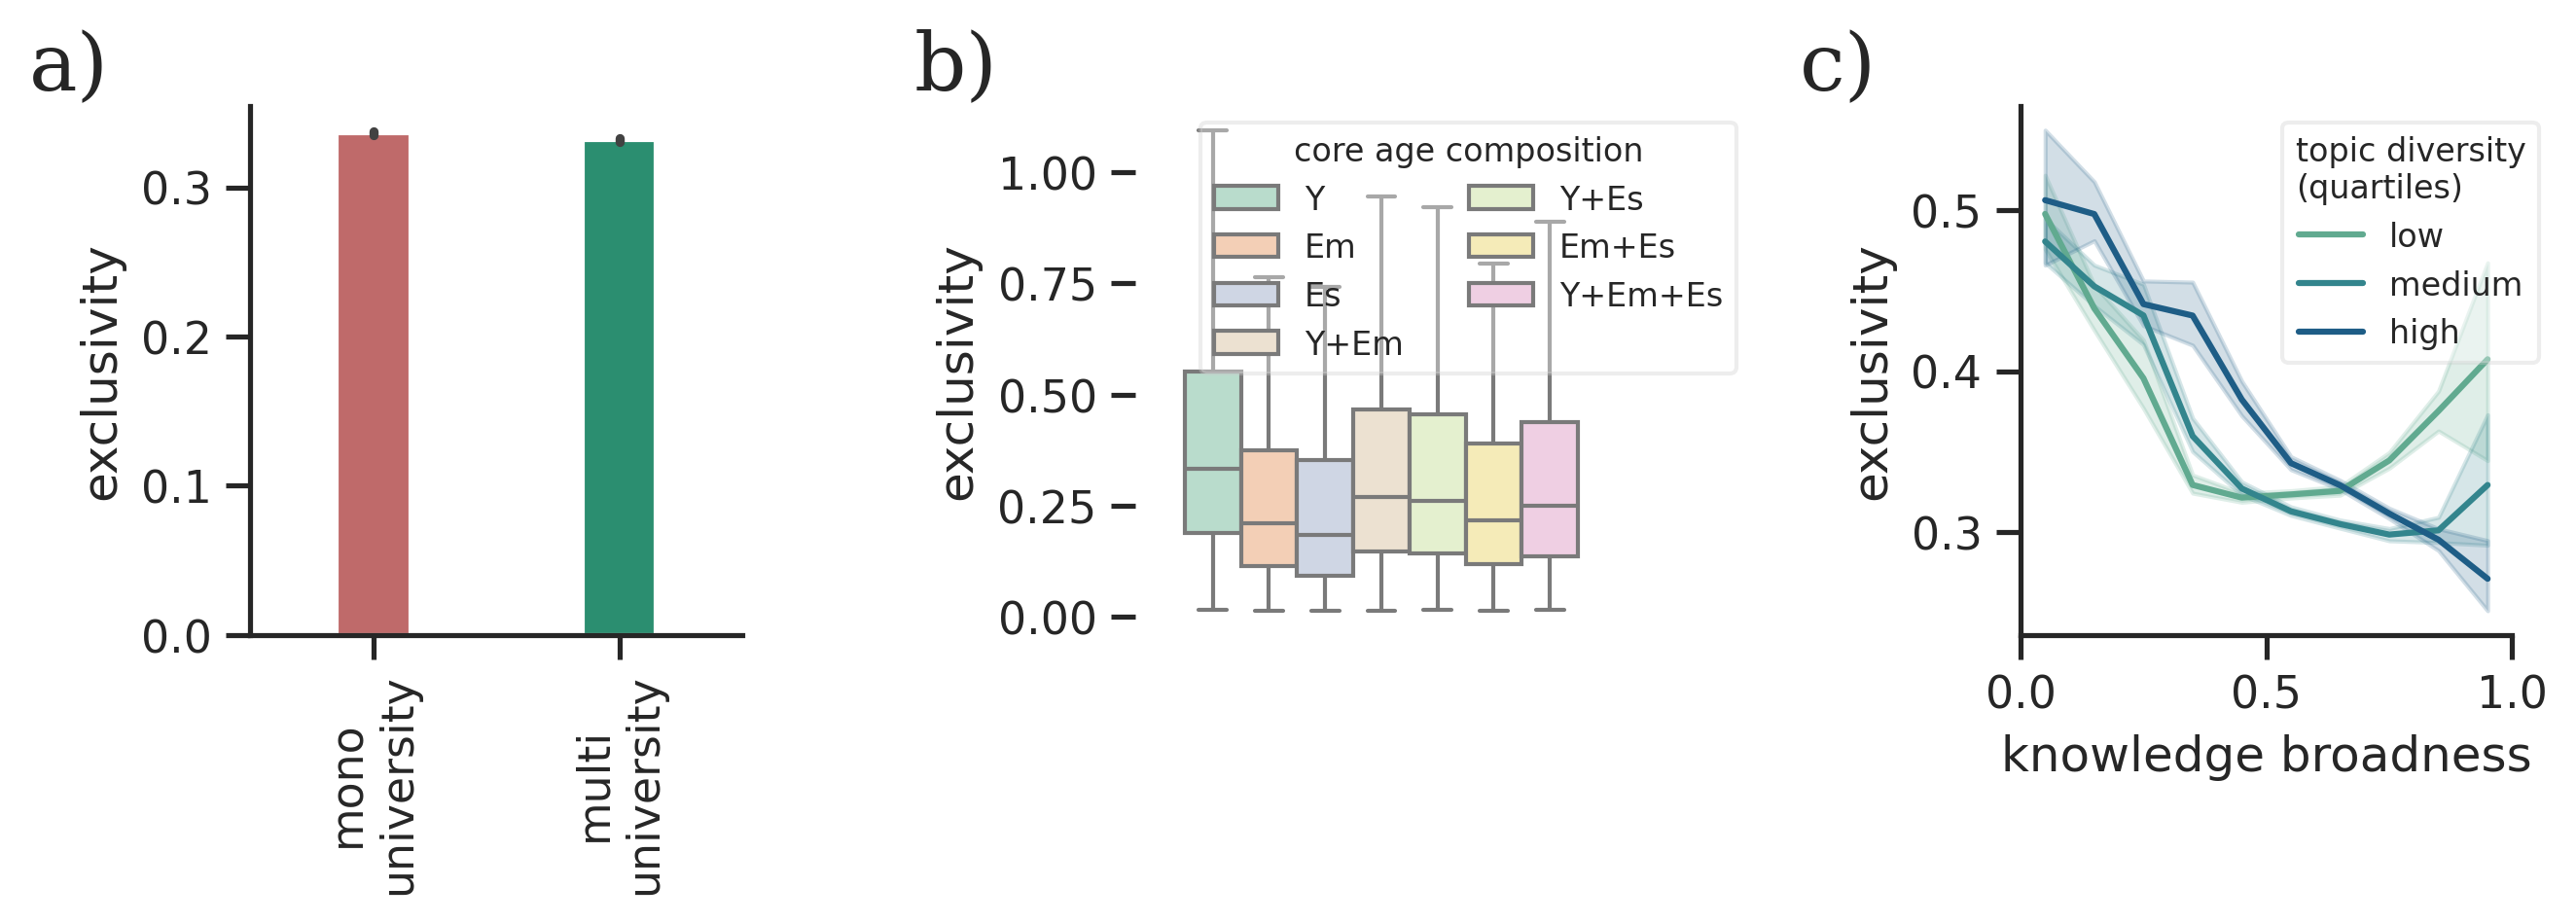 a)
exclusivity
0.3
0.2
0.1
0.0
mono
university
multi
university
b)
exclusivity
1.00
0.75
0.50
0.25
0.00
core age composition
Y
Em
Es
Y+Em
Y+Es
Em+Es
Y+Em+Es
c)
exclusivity
0.5
0.4
0.3
topic diversity
(quartiles)
low
medium
high
0.0 0.5 1.0
knowledge broadness